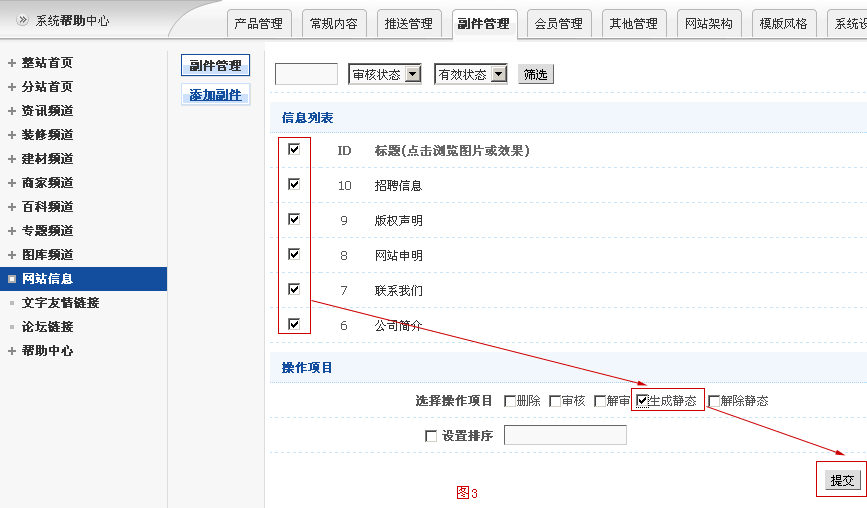 系统帮助中心
产品管理 常规内容 推送管理 副件管理 会员管理 其他管理 网站架构 模版风格 系统设
整站首页
分站首页
资讯频道
装修频道
建材频道
商家频道
百科频道
专题频道
图库频道
网站信息
文字友情链接
论坛链接
帮助中心
副件管理
添加副件
审核状态 有效状态 筛选
信息列表
ID 标题(点击浏览图片或效果)
10 招聘信息
9 版权声明
8 网站申明
7 联系我们
6 公司简介
操作项目
选择操作项目 删除 审核 解审 生成静态 解除静态
设置排序
提交
图3